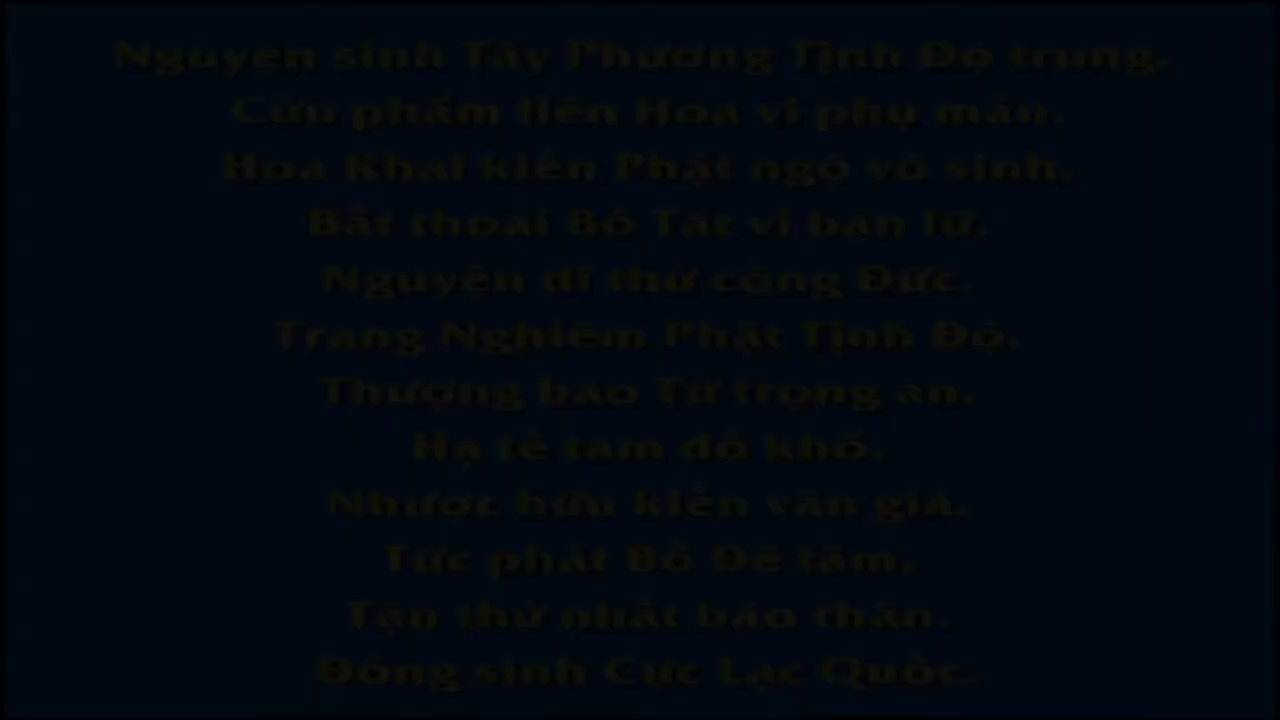 Nguyện sinh Tây Phương Tịnh Độ trung.
Cửu phẩm liên Hoa vi phụ mẫu.
Hoa Khai kiến Phật ngộ vô sinh.
Bất thoái Bồ Tát vi bạn lữ.
Nguyện dĩ thử công Đức.
Trang Nghiêm Phật Tịnh Độ.
Thượng báo Tứ trọng ân.
Hạ tế tam đồ khổ.
Nhược hữu kiến văn giả.
Tức phát Bồ Đề tâm.
Tận thử nhất báo thân.
Đồng sinh Cực Lạc Quốc.